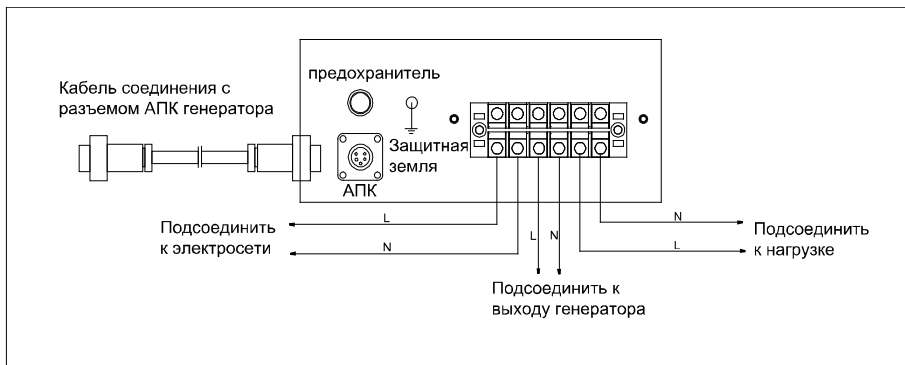 Кабель соединения с
разъемом АПК генератора
предохранитель
Защитная
земля
АПК
Подсоединить
к электросети
L
N
L
N
Подсоединить к
выходу генератора
N
L
Подсоединить
к нагрузке